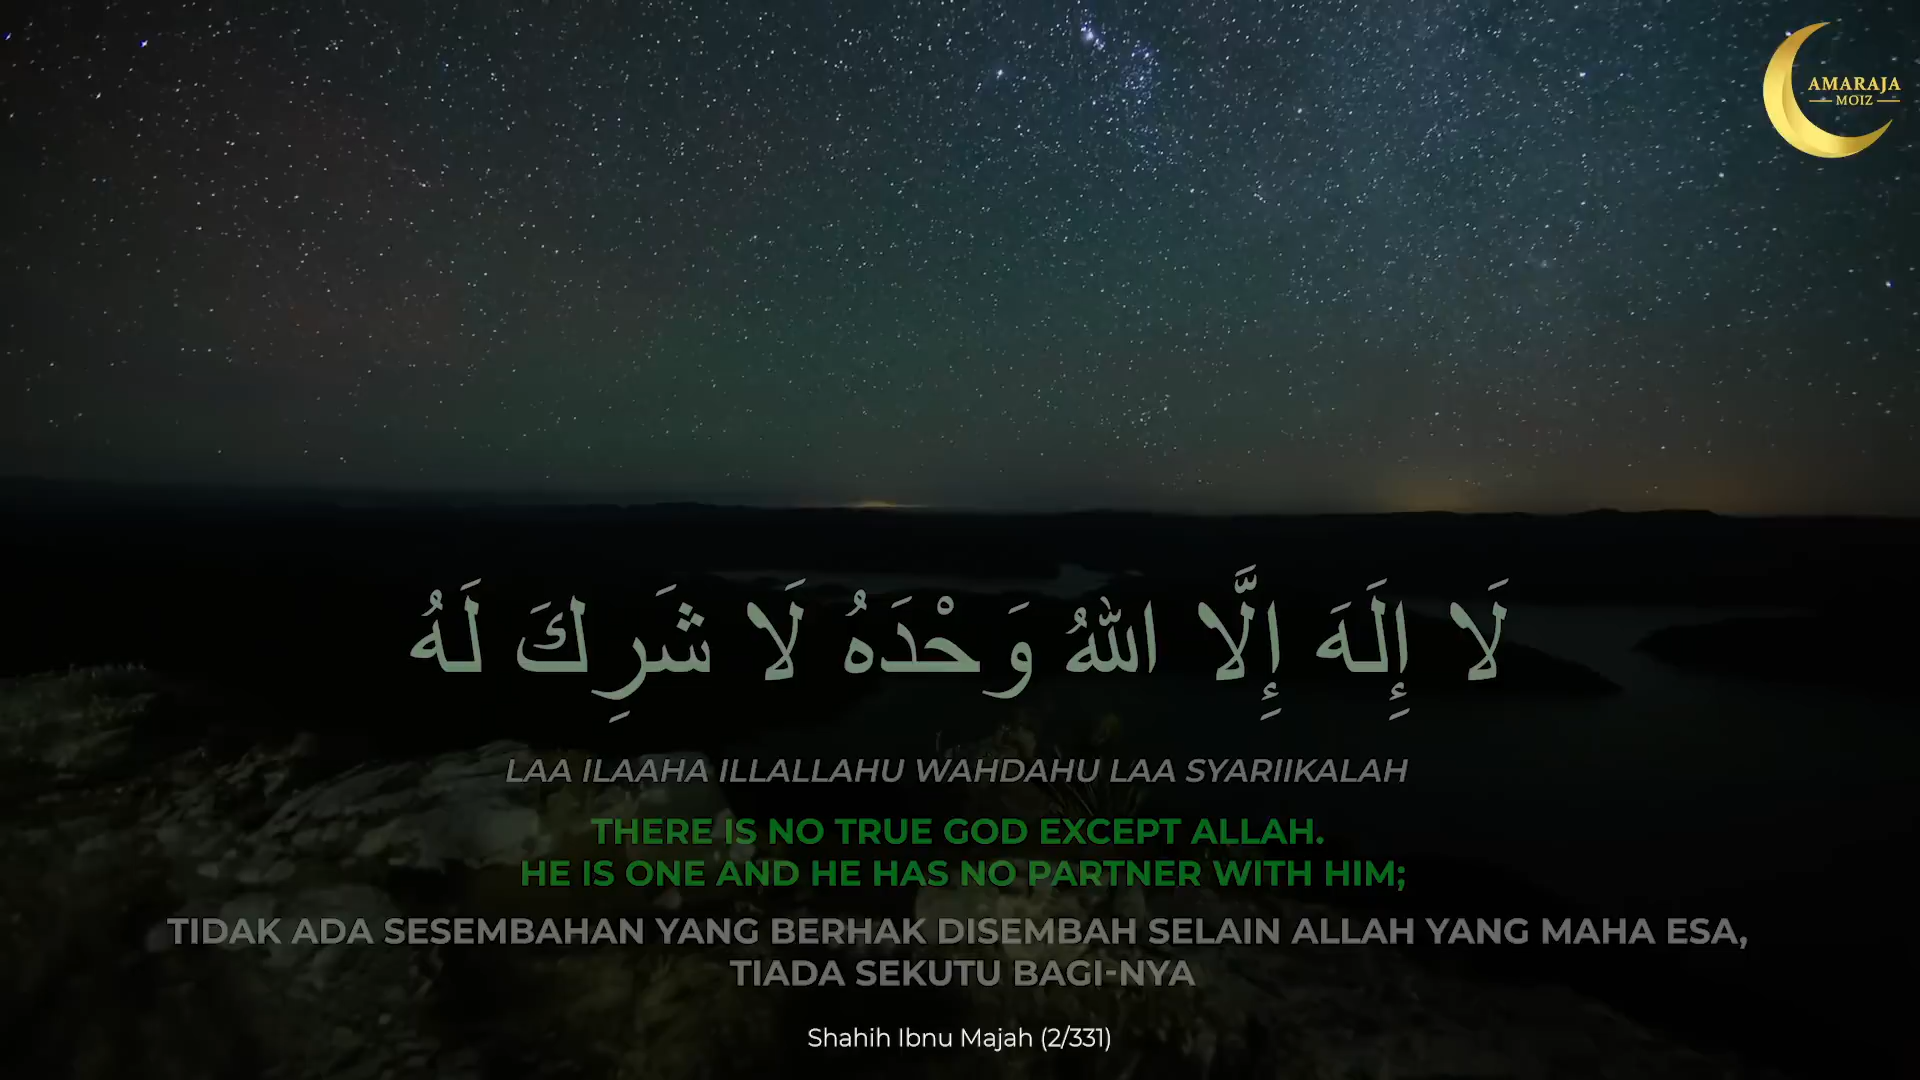 AMARAJA
MOIZ
لَا إِلَهَ إِلَّا اللهُ وَحْدَهُ لَا شَرِكَ لَهُ
LAA ILAAHA ILLALLAHU WAHDAHU LAA SYARIIKALAH
THERE IS NO TRUE GOD EXCEPT ALLAH.
HE IS ONE AND HE HAS NO PARTNER WITH HIM;
TIDAK ADA SESEMBAHAN YANG BERHAK DISEMBAH SELAIN ALLAH YANG MAHA ESA,
TIADA SEKUTU BAGI-NYA
Shahih Ibnu Majah (2/331)